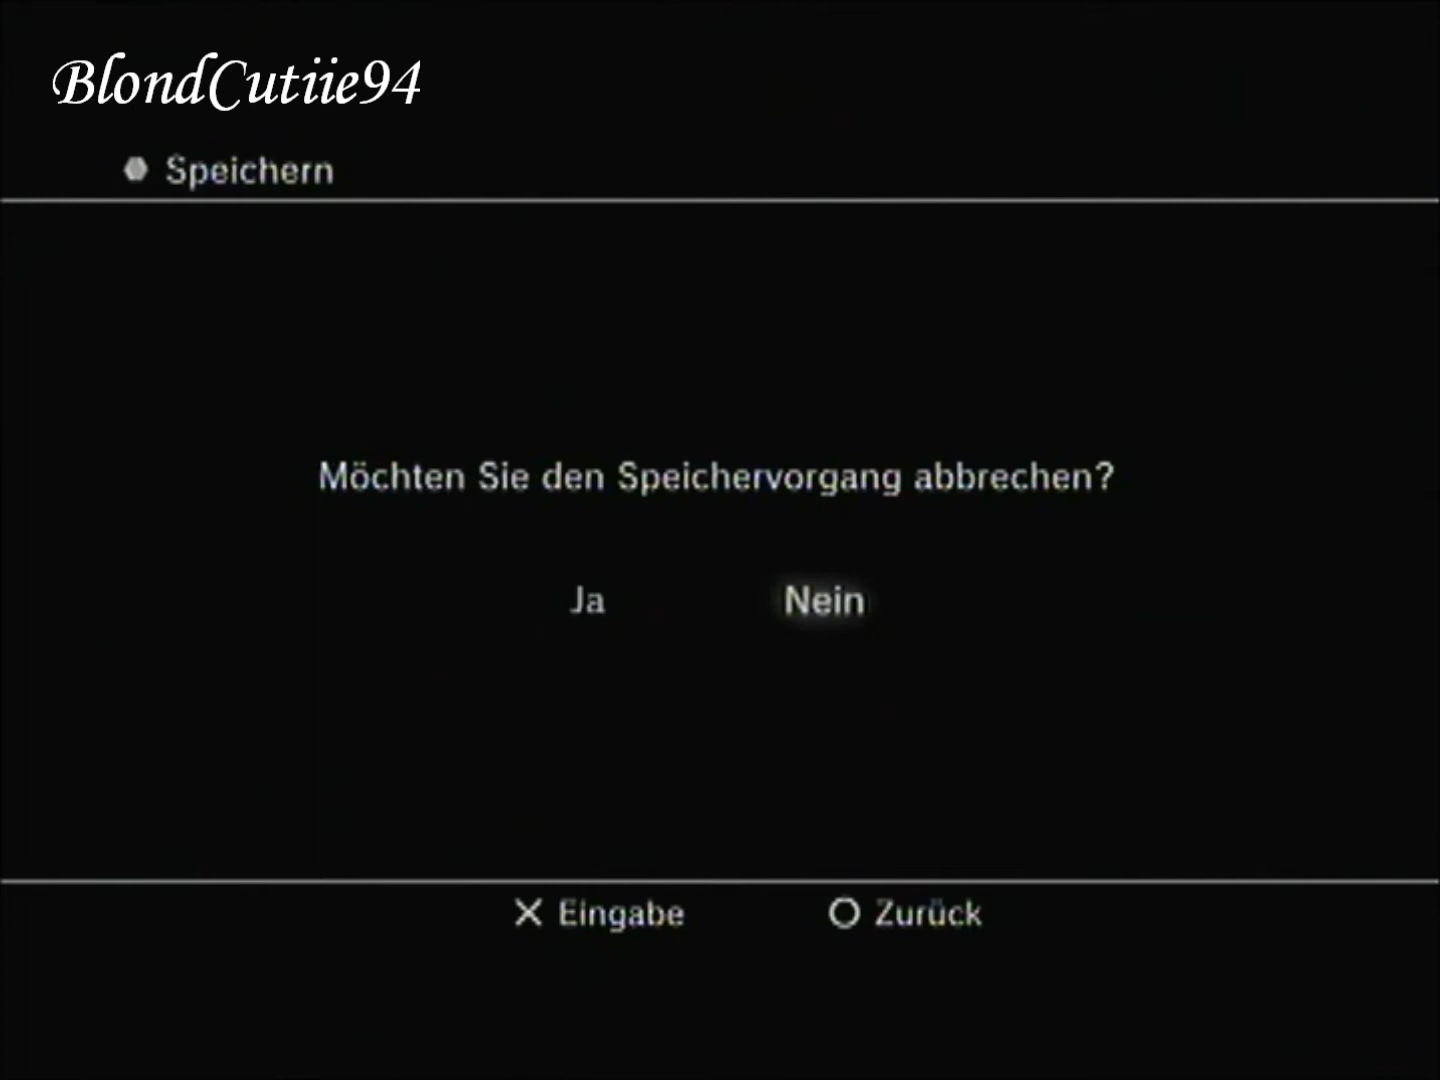 BlondCutiie94
Speichern
Möchten Sie den Speichervorgang abbrechen?
Ja Nein
X Eingabe O Zurück